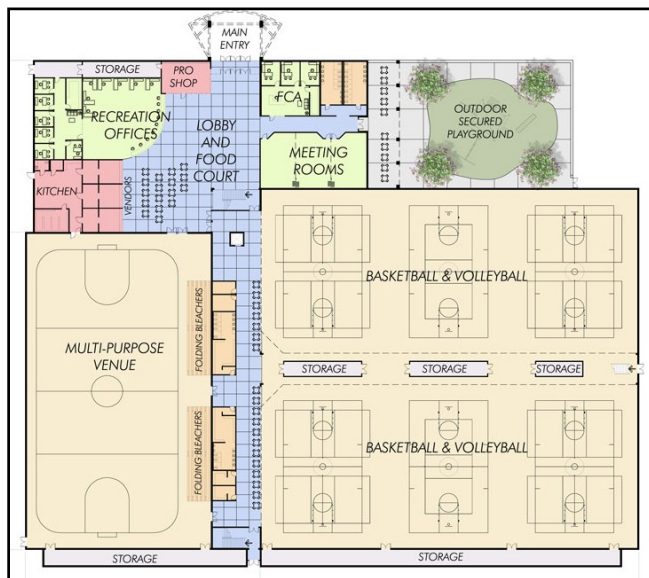 MAIN
ENTRY
STORAGE
PRO
SHOP
FCA
RECREATION
OFFICES
LOBBY
AND
FOOD
COURT
OUTDOOR
SECURED
PLAYGROUND
MEETING
ROOMS
KITCHEN
VENDORS
BASKETBALL & VOLLEYBALL
FOLDING BLEACHERS
MULTI-PURPOSE
VENUE
STORAGE
STORAGE
STORAGE
FOLDING BLEACHERS
BASKETBALL & VOLLEYBALL
STORAGE
STORAGE